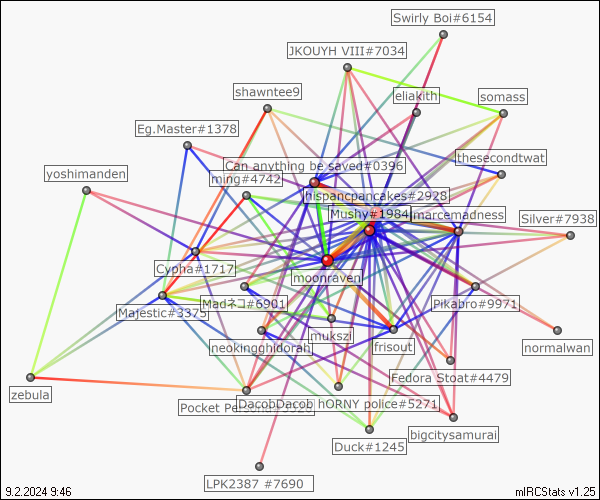 Swirly Boi#6154
JKOUYH VIII#7034
shawntee9
eliakith
somass
Eg.Master#1378
Can anything be saved#0396
thesecondtwat
yoshimanden
ming#4742
hispancpancakes#2928
Mushy#1984
marcemadness
Silver#7938
Cypha#1717
moonraven
Majestic#3375
Madネコ#6901
Pikabro#9971
neokingghidorah
mukszi
frisout
normalwan
Fedora Stoat#4479
zebula
Pocket Person
DacobDacob
hORNY police#5271
bigcitysamurai
Duck#1245
LPK2387 #7690
9.2.2024 9:46
mIRCStats v1.25